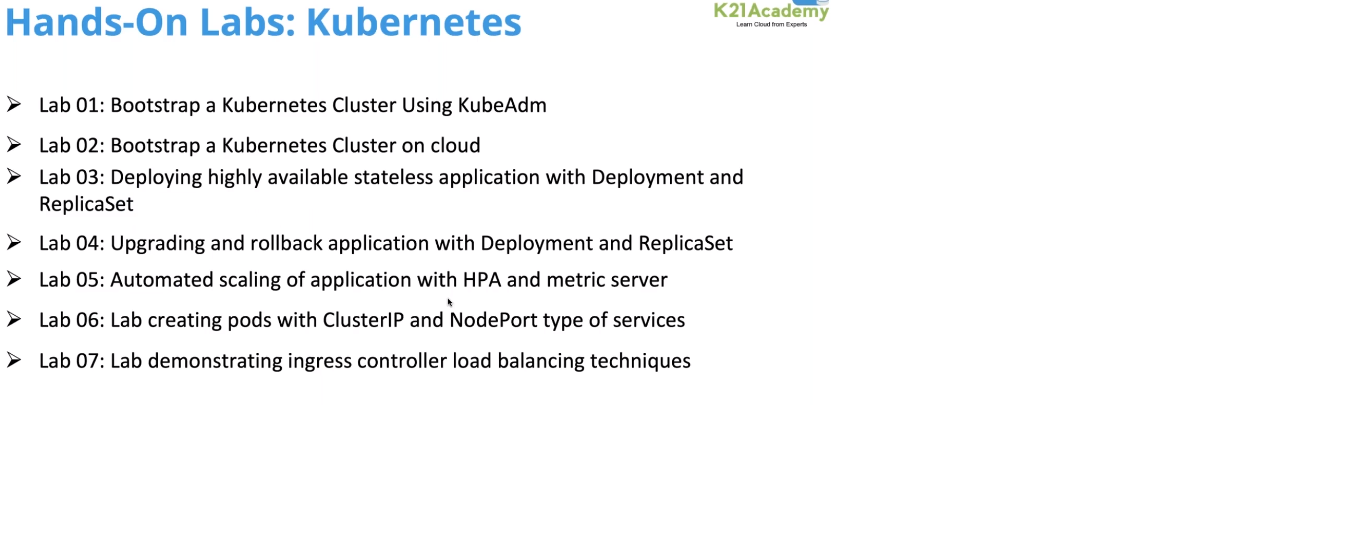 Hands-On Labs: Kubernetes
K21Academy
Learn Cloud from Experts
Lab 01: Bootstrap a Kubernetes Cluster Using KubeAdm
Lab 02: Bootstrap a Kubernetes Cluster on cloud
Lab 03: Deploying highly available stateless application with Deployment and
ReplicaSet
Lab 04: Upgrading and rollback application with Deployment and ReplicaSet
Lab 05: Automated scaling of application with HPA and metric server
Lab 06: Lab creating pods with ClusterIP and NodePort type of services
Lab 07: Lab demonstrating ingress controller load balancing techniques